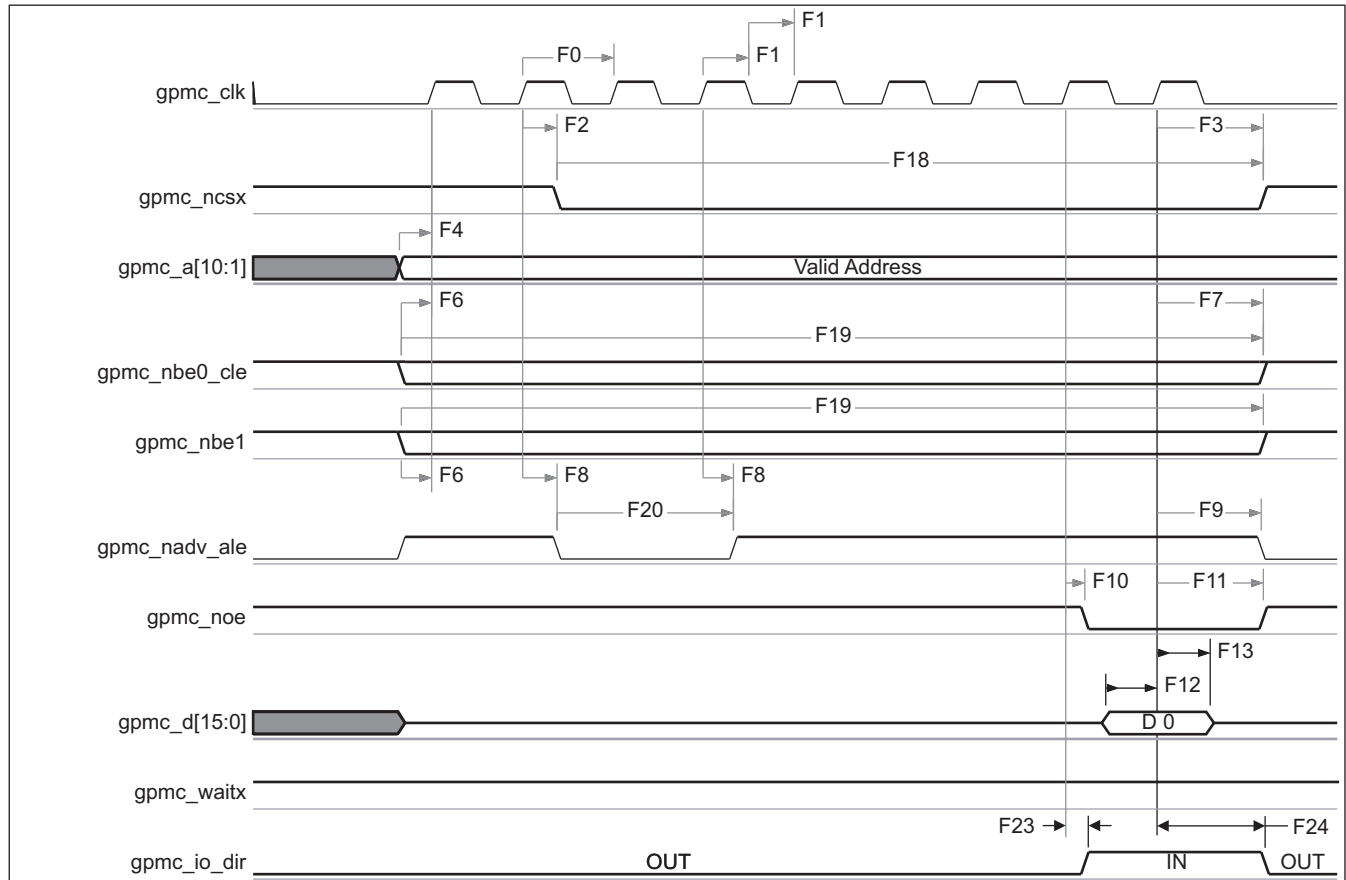 F1
F0
F1
gpmc_clk
F2
F3
F18
gpmc_ncsx
F4
gpmc_a[10:1]
Valid Address
F6
F7
F19
gpmc_nbe0_cle
F19
gpmc_nbe1
F6
F8
F8
F20
F9
gpmc_nadv_ale
F10
F11
gpmc_noe
F13
F12
gpmc_d[15:0]
D 0
gpmc_waitx
F23
F24
gpmc_io_dir
OUT
IN
OUT